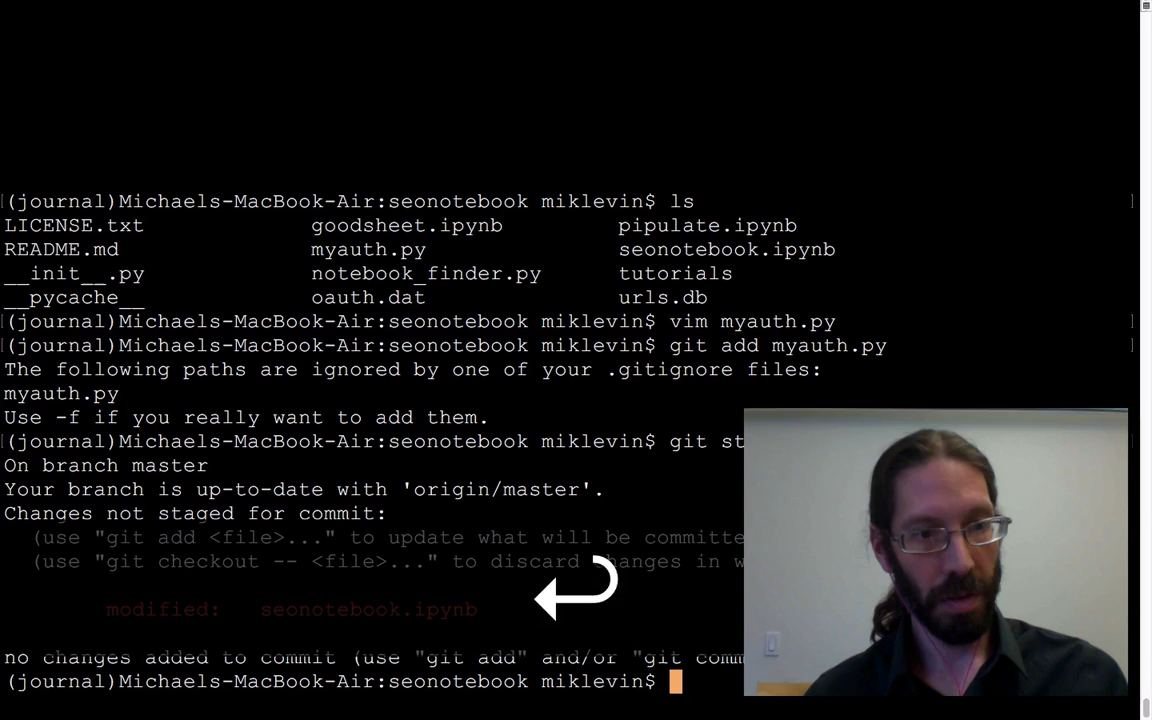 (journal)Michaels-MacBook-Air:seonotebook miklevin$ ls
LICENSE.txt goodsheet.ipynb pipulate.ipynb
README.md myauth.py seonotebook.ipynb
__init__.py notebook_finder.py tutorials
__pycache__ oauth.dat urls.db
(journal)Michaels-MacBook-Air:seonotebook miklevin$ vim myauth.py
(journal)Michaels-MacBook-Air:seonotebook miklevin$ git add myauth.py
The following paths are ignored by one of your .gitignore files:
myauth.py
Use -f if you really want to add them.
(journal)Michaels-MacBook-Air:seonotebook miklevin$ git st
On branch master
Your branch is up-to-date with 'origin/master'.
Changes not staged for commit:
(use "git add <file>..." to update what will be committe
(use "git checkout -- <file>..." to discard changes in w
modified: seonotebook.ipynb
no changes added to commit (use "git add" and/or "git comm
(journal)Michaels-MacBook-Air:seonotebook miklevin$